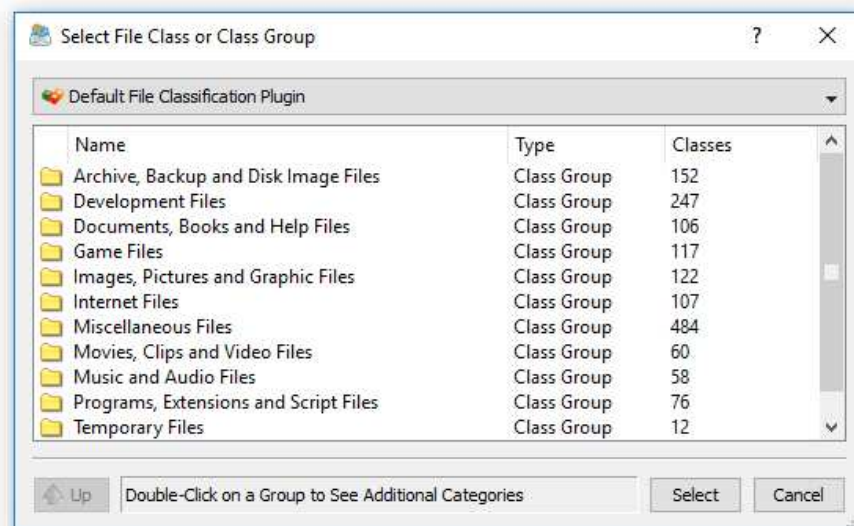 Select File Class or Class Group ?
Default File Classification Plugin
Name Type Classes
Archive, Backup and Disk Image Files Class Group 152
Development Files Class Group 247
Documents, Books and Help Files Class Group 106
Game Files Class Group 117
Images, Pictures and Graphic Files Class Group 122
Internet Files Class Group 107
Miscellaneous Files Class Group 484
Movies, Clips and Video Files Class Group 60
Music and Audio Files Class Group 58
Programs, Extensions and Script Files Class Group 76
Temporary Files Class Group 12
Up Double-Click on a Group to See Additional Categories Select Cancel